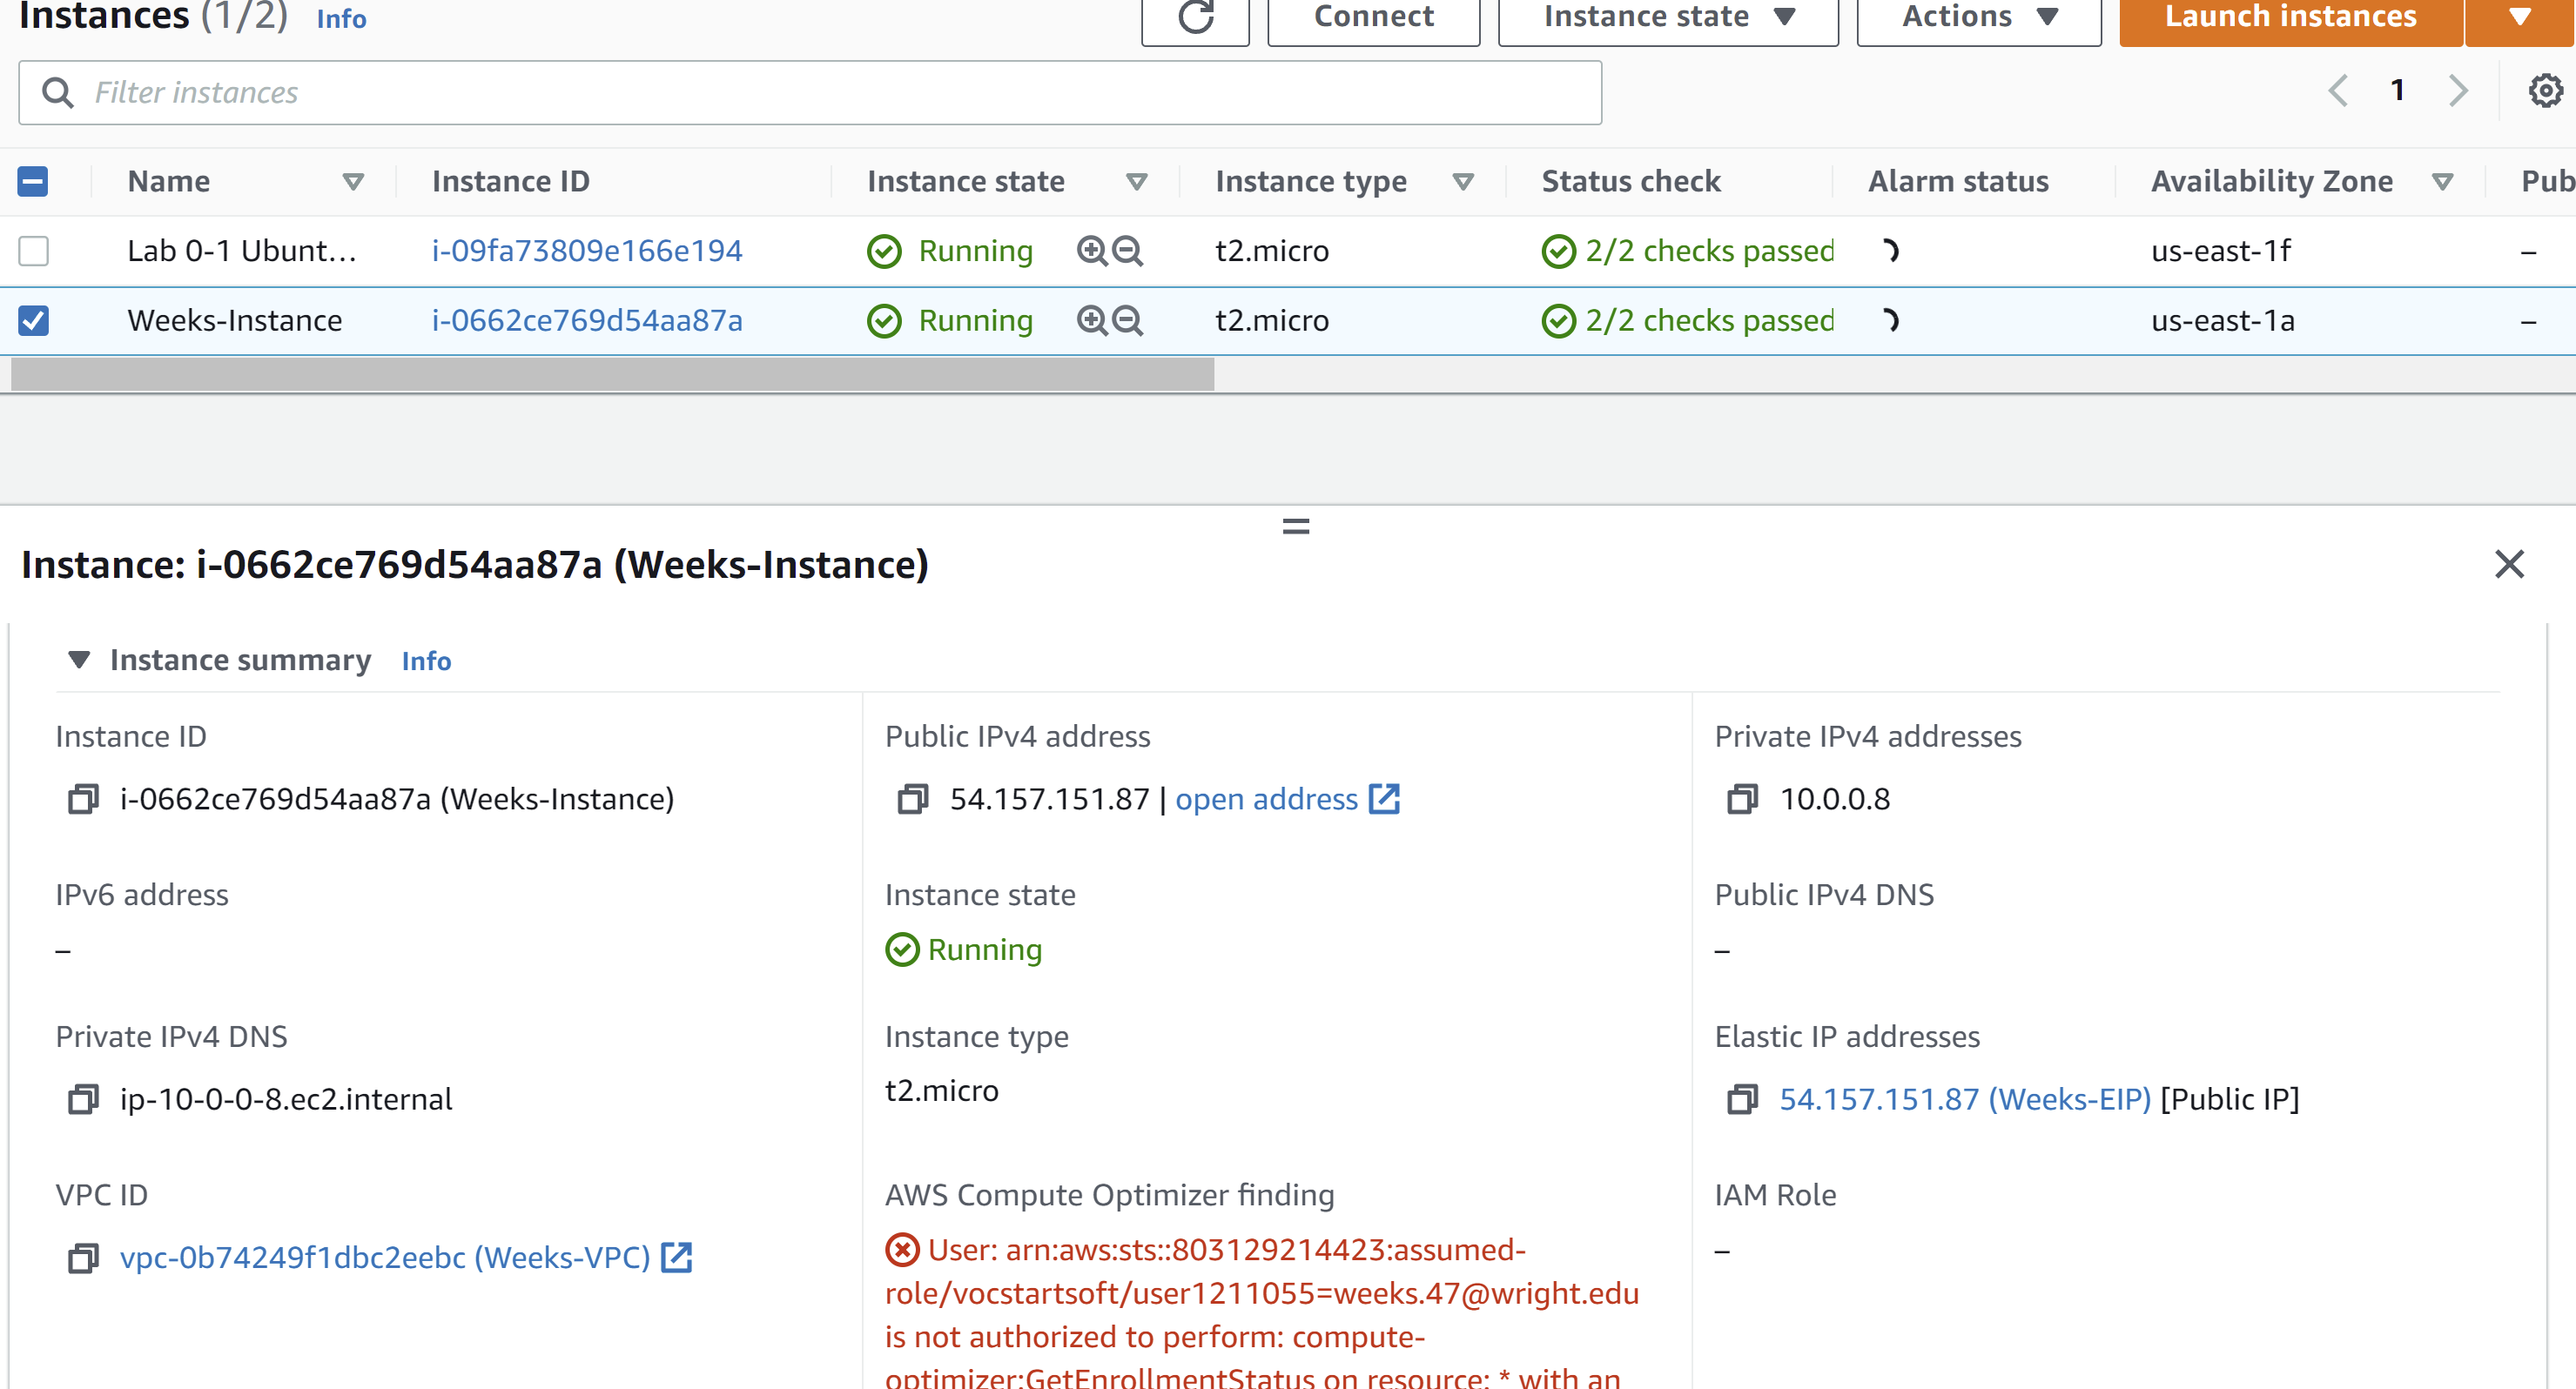 Instances (1/2) Info Connect Instance state Actions Launch instances
Filter instances 1
Name Instance ID Instance state Instance type Status check Alarm status Availability Zone Pub
Lab 0-1 Ubunt… i-09fa73809e166e194 Running t2.micro 2/2 checks passed us-east-1f –
Weeks-Instance i-0662ce769d54aa87a Running t2.micro 2/2 checks passed us-east-1a –
Instance: i-0662ce769d54aa87a (Weeks-Instance)
Instance summary Info
Instance ID Public IPv4 address Private IPv4 addresses
i-0662ce769d54aa87a (Weeks-Instance) 54.157.151.87 | open address 10.0.0.8
IPv6 address Instance state Public IPv4 DNS
– Running –
Private IPv4 DNS Instance type Elastic IP addresses
ip-10-0-0-8.ec2.internal t2.micro 54.157.151.87 (Weeks-EIP) [Public IP]
VPC ID AWS Compute Optimizer finding IAM Role
vpc-0b74249f1dbc2eebc (Weeks-VPC) User: arn:aws:sts::803129214423:assumed- –
role/vocstartsoft/user1211055=weeks.47@wright.edu
is not authorized to perform: compute-
optimizer:GetEnrollmentStatus on resource: * with an